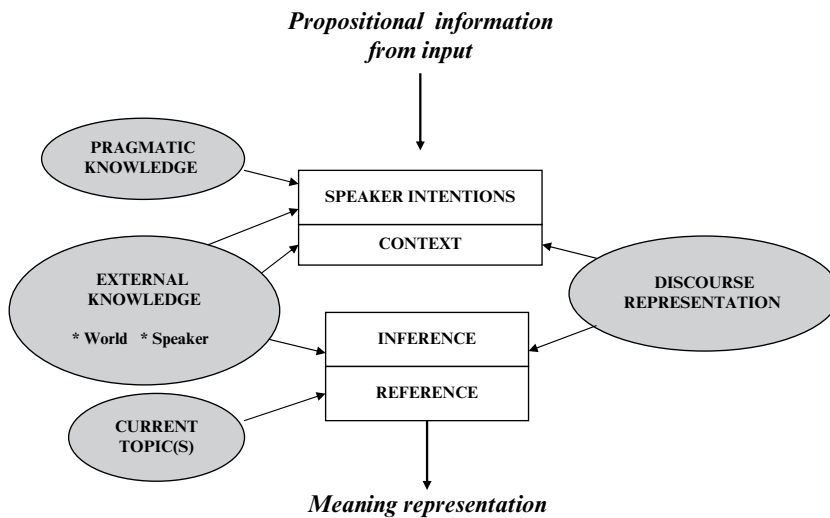 Propositional information
from input
PRAGMATIC
KNOWLEDGE
SPEAKER INTENTIONS
CONTEXT
EXTERNAL
KNOWLEDGE
* World * Speaker
DISCOURSE
REPRESENTATION
INFERENCE
REFERENCE
CURRENT
TOPIC(S)
Meaning representation